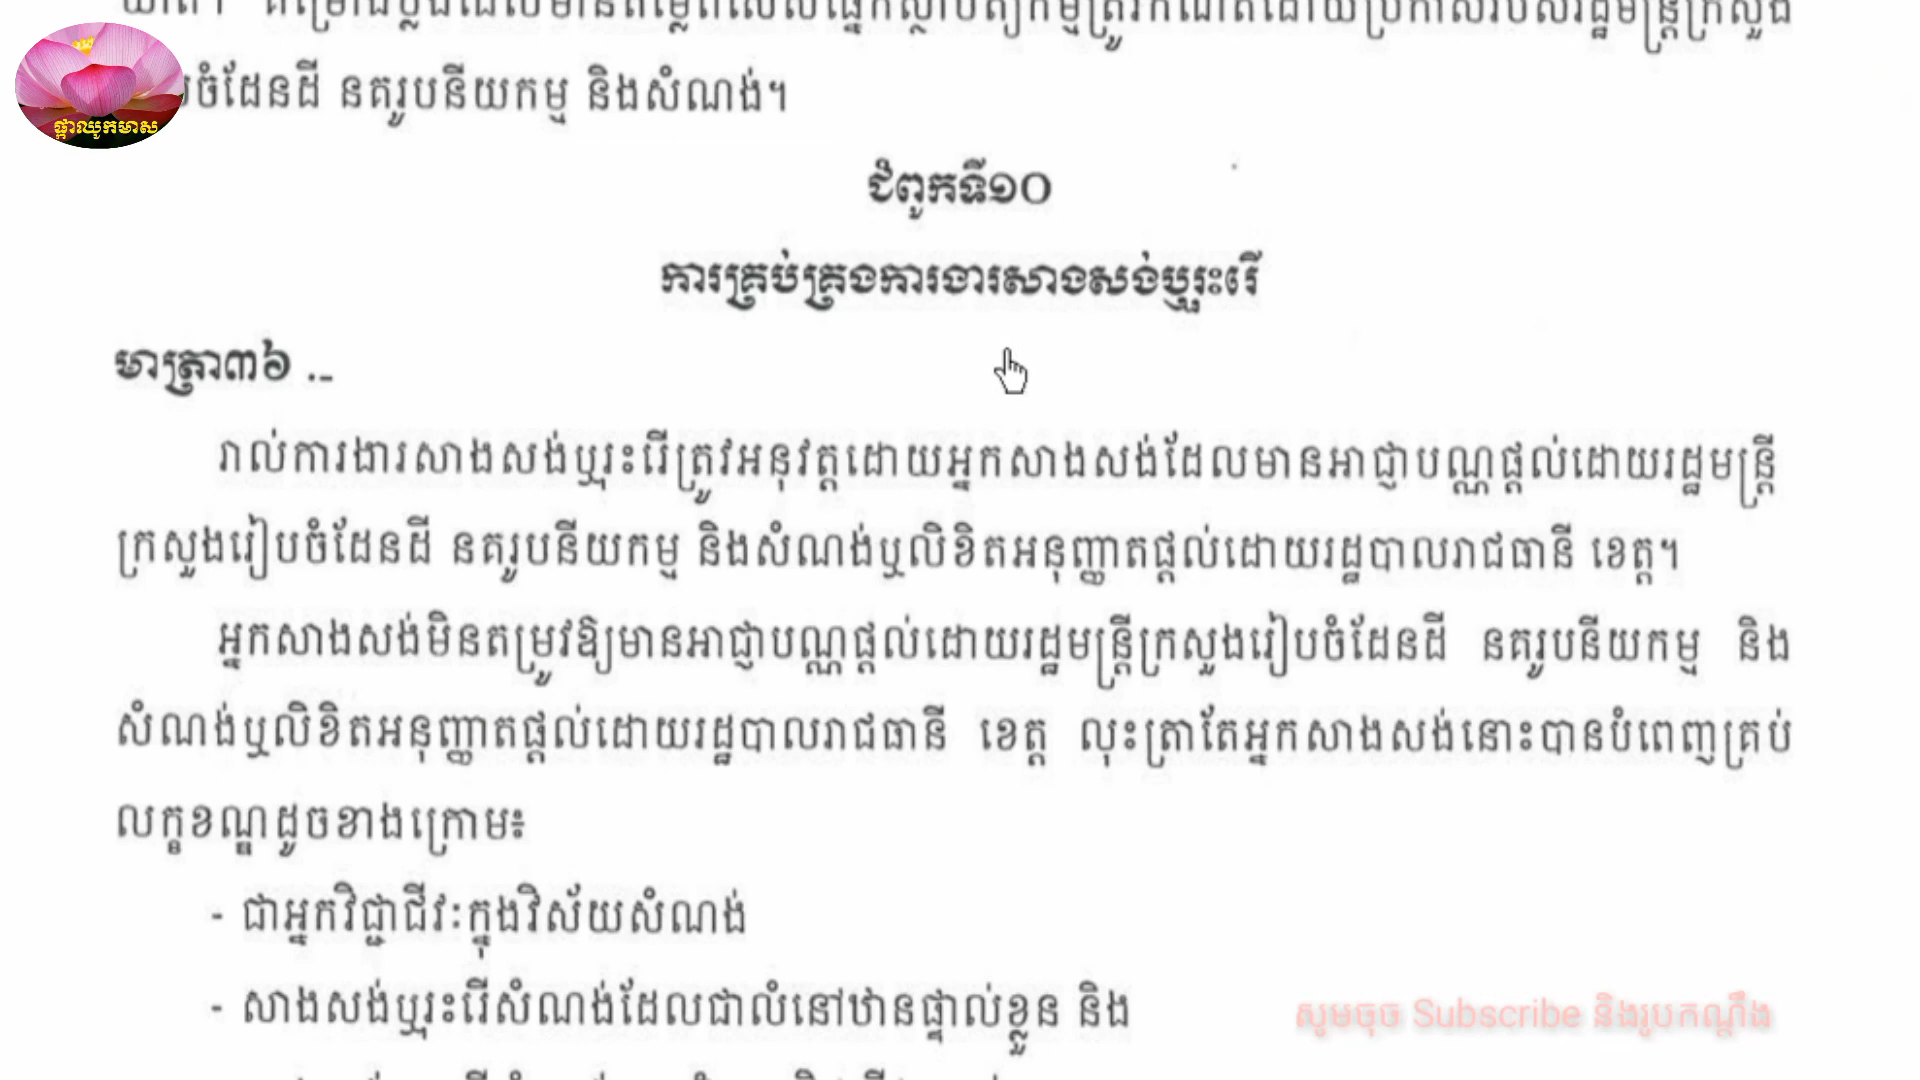 ចំដែនដី នគរូបនីយកម្ម និងសំណង់។
ផ្កាឈូកមាស
ជំពូកទី១០
ការគ្រប់គ្រងការងារសាងសង់ឬរុះរើ
មាត្រា៣៦ .-
រាល់ការងារសាងសង់ឬរុះរើត្រូវអនុវត្តដោយអ្នកសាងសង់ដែលមានអាជ្ញាបណ្ណផ្តល់ដោយរដ្ឋមន្ត្រី
ក្រសួងរៀបចំដែនដី នគរូបនីយកម្ម និងសំណង់ឬលិខិតអនុញ្ញាតផ្តល់ដោយរដ្ឋបាលរាជធានី ខេត្ត។
អ្នកសាងសង់មិនតម្រូវឱ្យមានអាជ្ញាបណ្ណផ្តល់ដោយរដ្ឋមន្ត្រីក្រសួងរៀបចំដែនដី នគរូបនីយកម្ម និង
សំណង់ឬលិខិតអនុញ្ញាតផ្តល់ដោយរដ្ឋបាលរាជធានី ខេត្ត លុះត្រាតែអ្នកសាងសង់នោះបានបំពេញគ្រប់
លក្ខខណ្ឌដូចខាងក្រោម៖
- ជាអ្នកវិជ្ជាជីវៈក្នុងវិស័យសំណង់
- សាងសង់ឬរុះរើសំណង់ដែលជាលំនៅឋានផ្ទាល់ខ្លួន និង
សូមចុច Subscribe និងរូបកណ្ដឹង